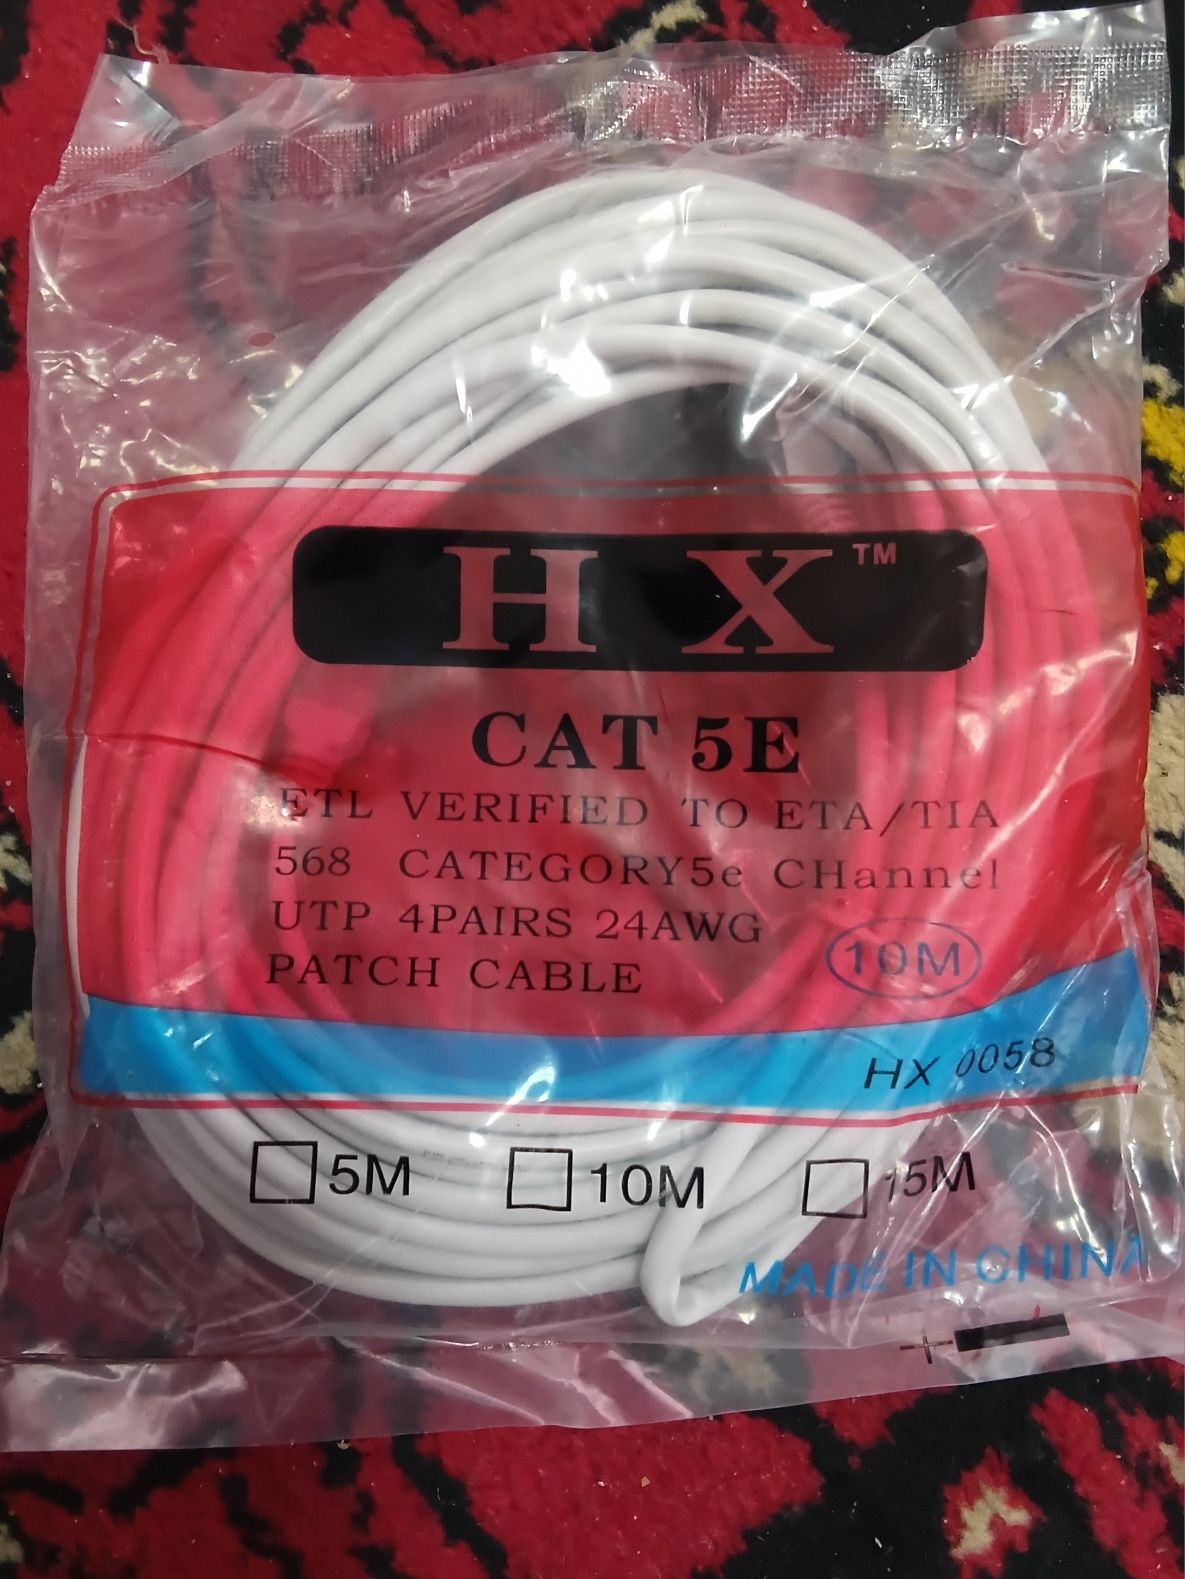 H X TM
CAT 5E
ETL VERIFIED TO ETA/TIA
568 CATEGORY5e CHannel
UTP 4PAIRS 24AWG
PATCH CABLE
10M
HX 0058
5M 10M 15M
MADE IN CHINA